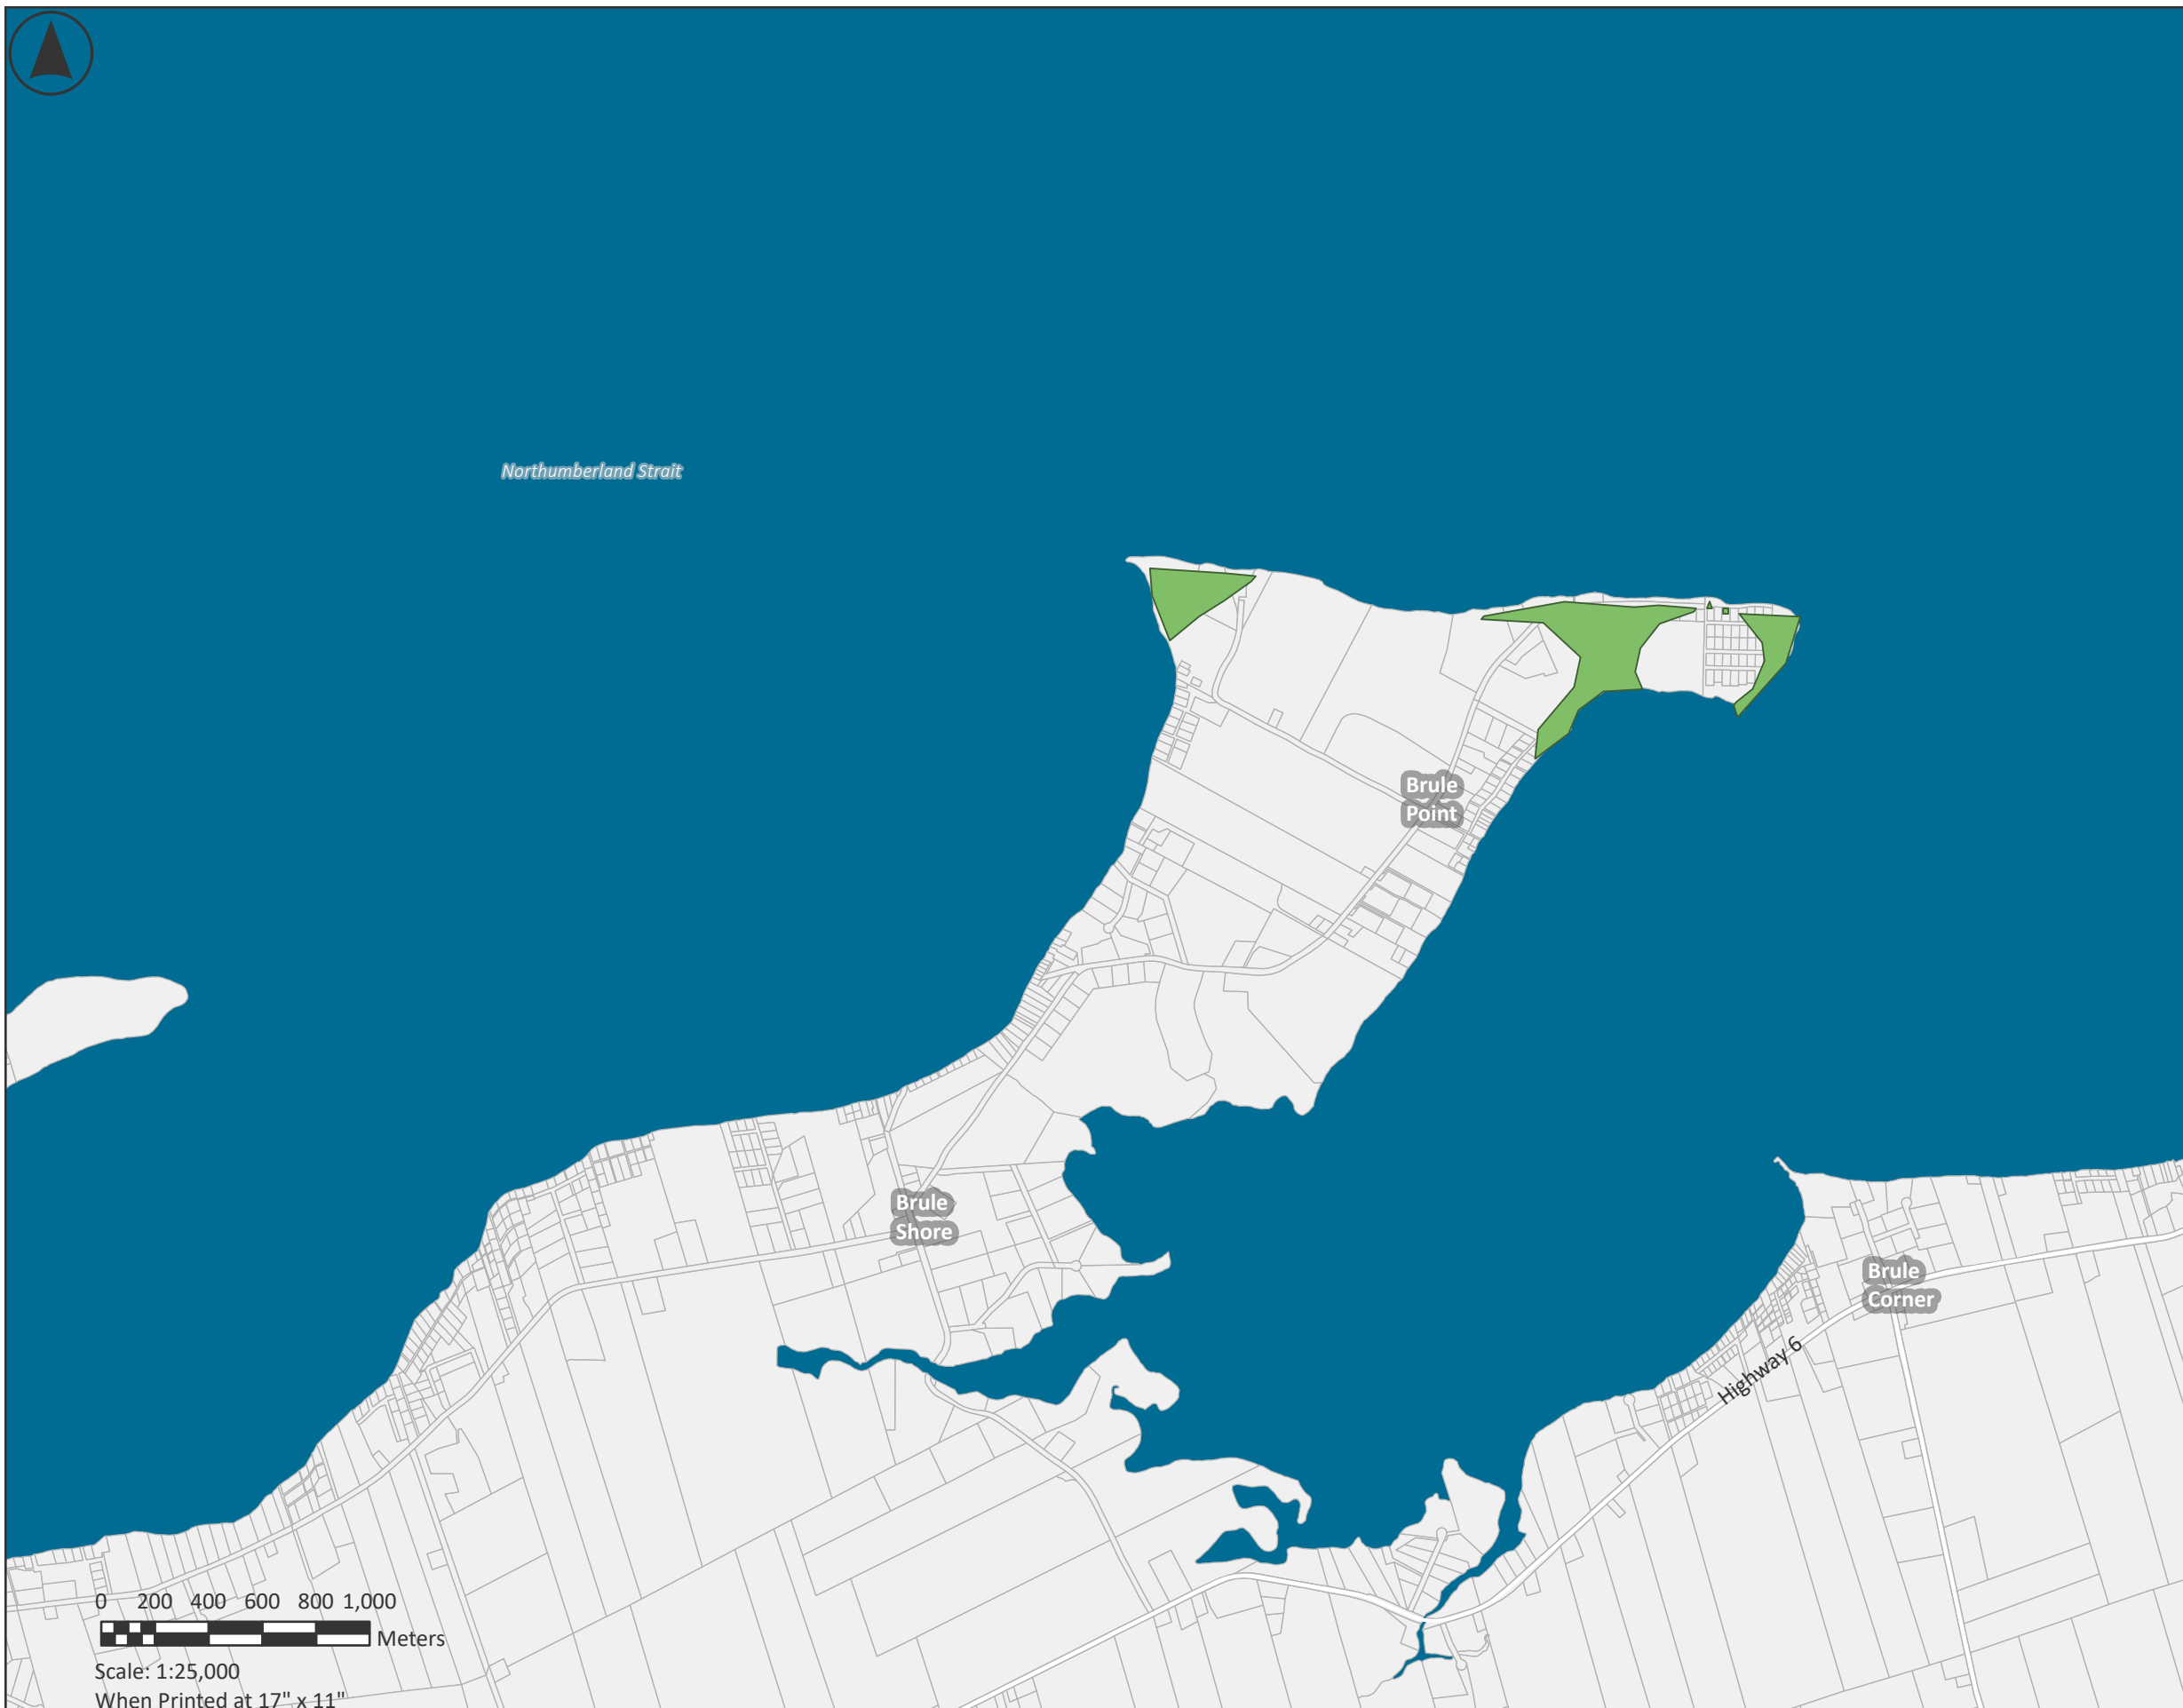 Northumberland Strait
Brule
Point
Brule
Shore
Brule
Corner
Highway 6
0 200 400 600 800 1,000
Meters
Scale: 1:25,000
When Printed at 17" x 11"